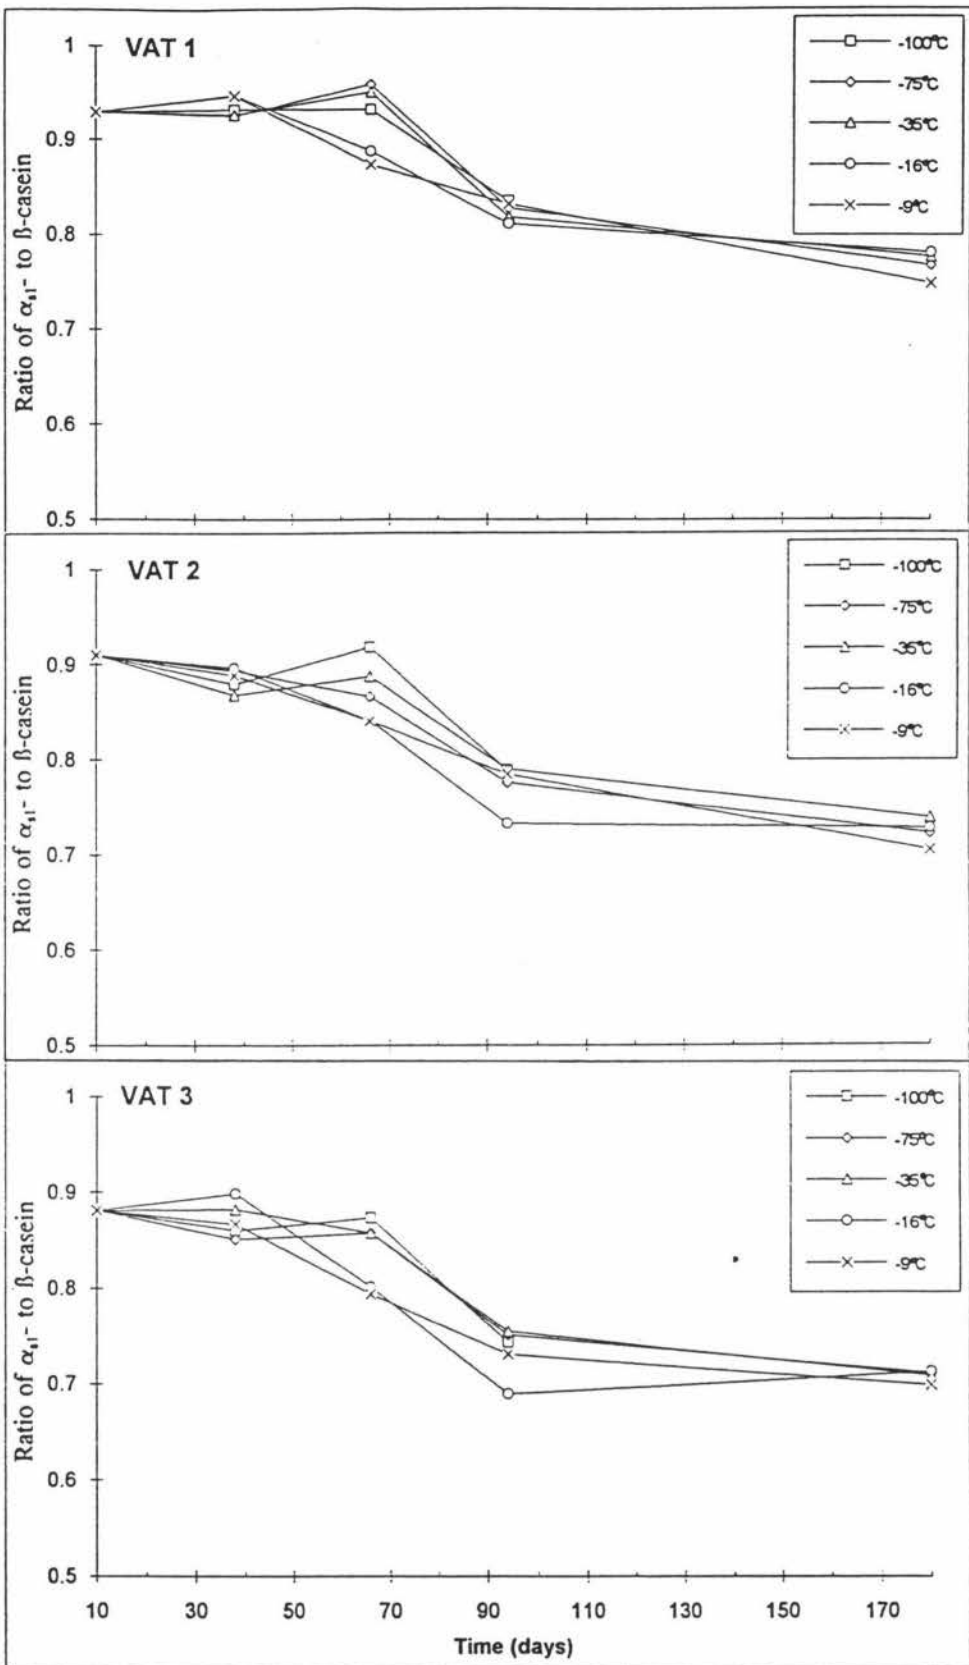 VAT 1
-100°C
-75°C
-35°C
-16°C
-9°C
1
0.9
0.8
0.7
0.6
0.5
Ratio of αs1- to ß-casein
VAT 2
-100°C
-75°C
-35°C
-16°C
-9°C
1
0.9
0.8
0.7
0.6
0.5
Ratio of αs1- to ß-casein
VAT 3
-100°C
-75°C
-35°C
-16°C
-9°C
1
0.9
0.8
0.7
0.6
0.5
Ratio of αs1- to ß-casein
10 30 50 70 90 110 130 150 170
Time (days)